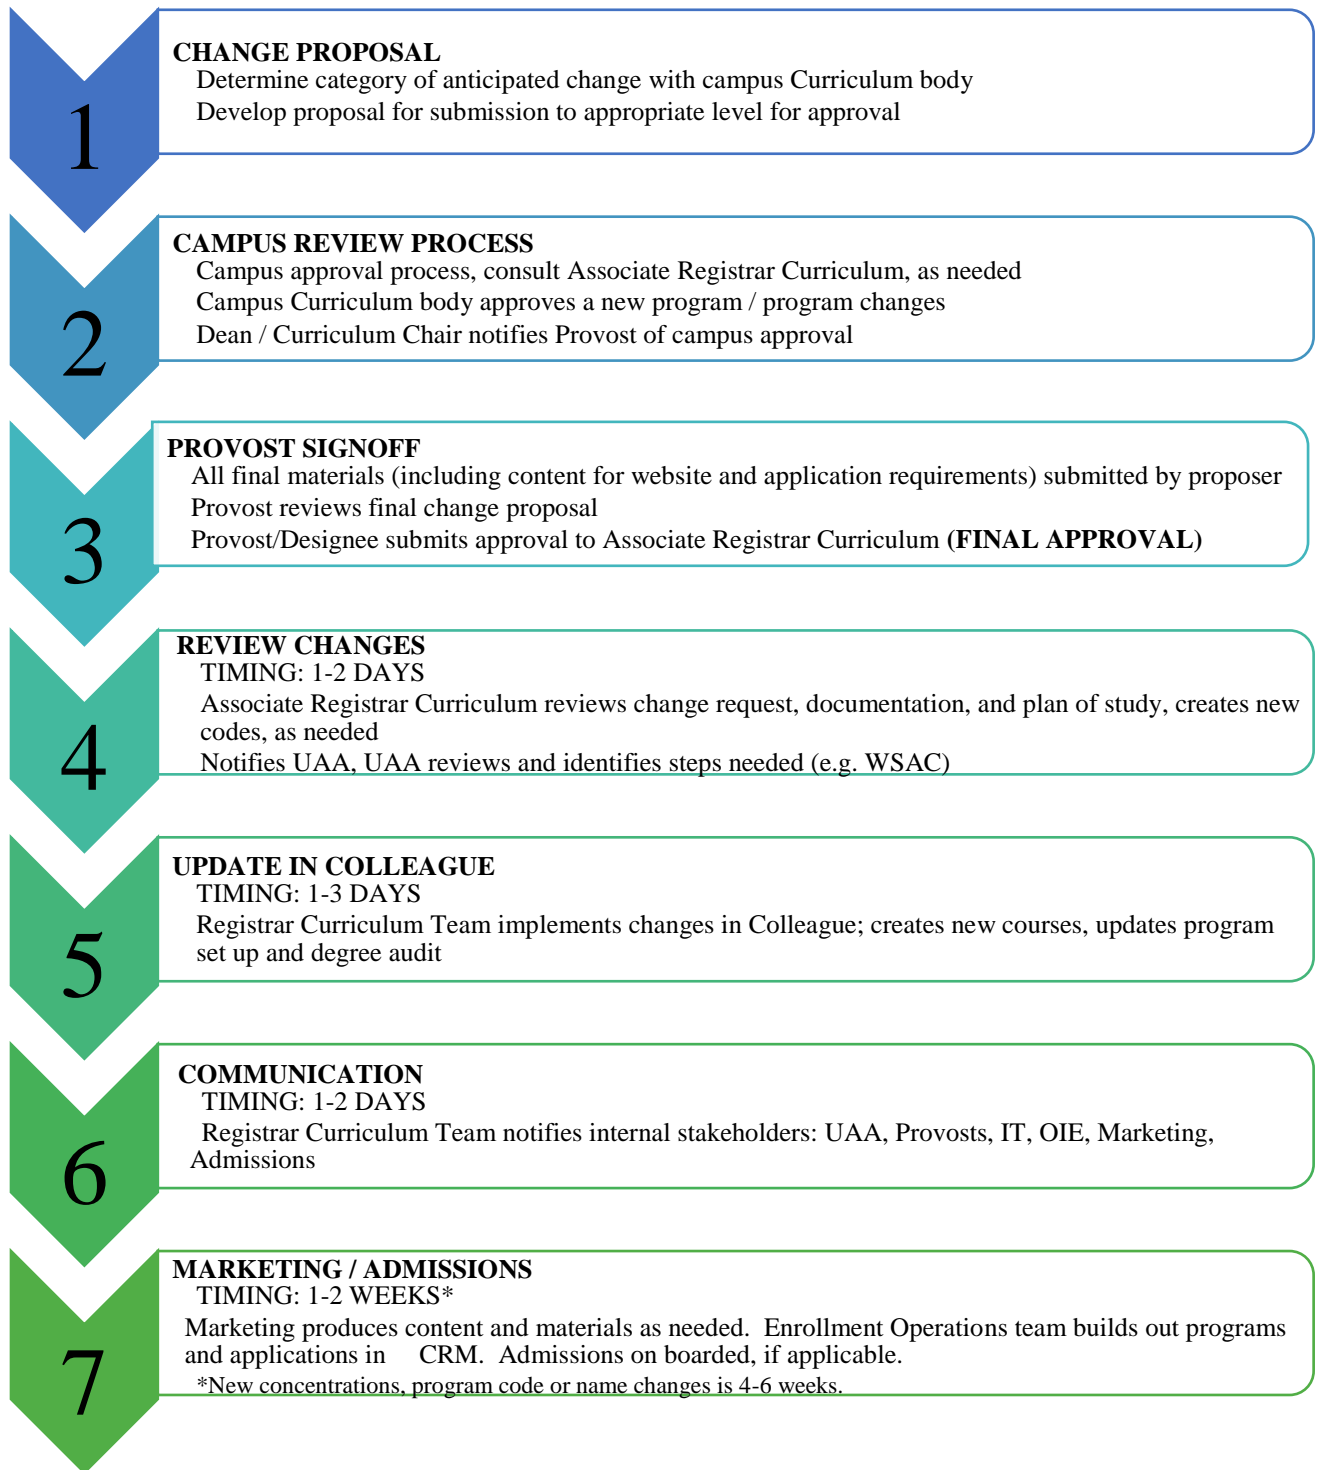 1
CHANGE PROPOSAL
Determine category of anticipated change with campus Curriculum body
Develop proposal for submission to appropriate level for approval
2
CAMPUS REVIEW PROCESS
Campus approval process, consult Associate Registrar Curriculum, as needed
Campus Curriculum body approves a new program / program changes
Dean / Curriculum Chair notifies Provost of campus approval
3
PROVOST SIGNOFF
All final materials (including content for website and application requirements) submitted by proposer
Provost reviews final change proposal
Provost/Designee submits approval to Associate Registrar Curriculum (FINAL APPROVAL)
4
REVIEW CHANGES
TIMING: 1-2 DAYS
Associate Registrar Curriculum reviews change request, documentation, and plan of study, creates new
codes, as needed
Notifies UAA, UAA reviews and identifies steps needed (e.g. WSAC)
5
UPDATE IN COLLEAGUE
TIMING: 1-3 DAYS
Registrar Curriculum Team implements changes in Colleague; creates new courses, updates program
set up and degree audit
6
COMMUNICATION
TIMING: 1-2 DAYS
Registrar Curriculum Team notifies internal stakeholders: UAA, Provosts, IT, OIE, Marketing,
Admissions
7
MARKETING / ADMISSIONS
TIMING: 1-2 WEEKS*
Marketing produces content and materials as needed. Enrollment Operations team builds out programs
and applications in CRM. Admissions on boarded, if applicable.
*New concentrations, program code or name changes is 4-6 weeks.